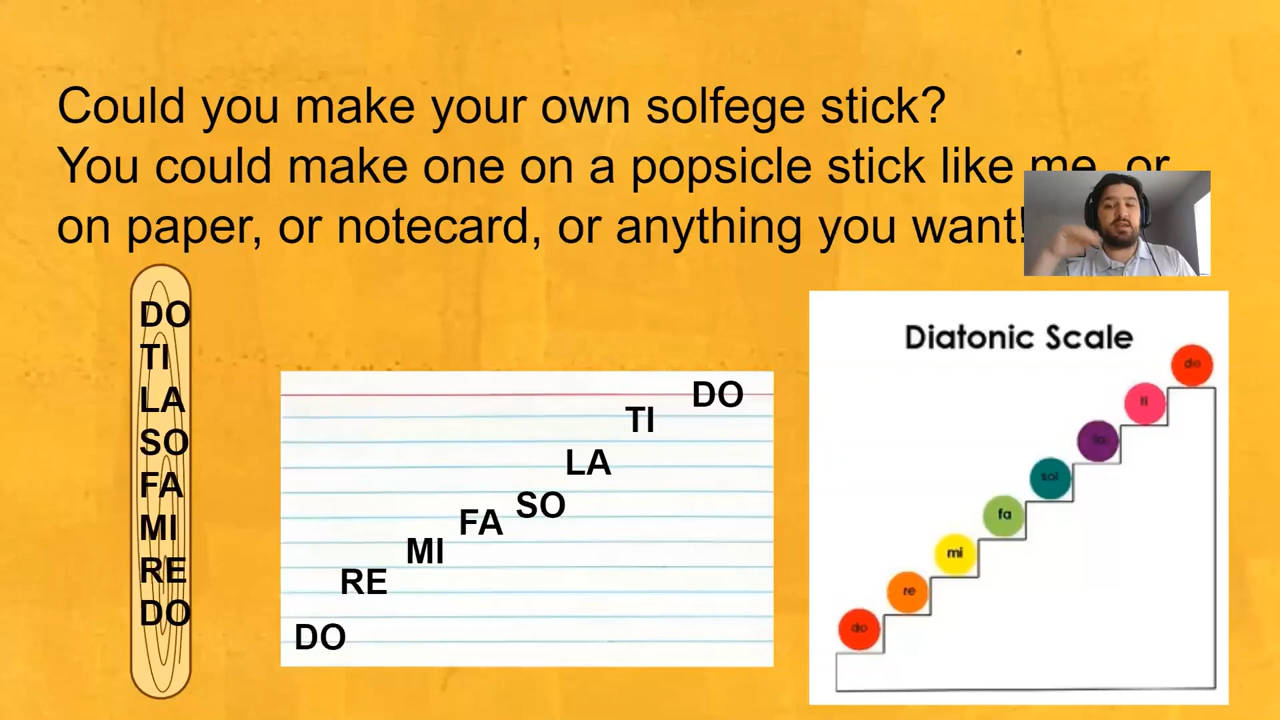 Could you make your own solfege stick?
You could make one on a popsicle stick like me, or
on paper, or notecard, or anything you want!
DO
TI
LA
SO
FA
MI
RE
DO
DO
TI
LA
SO
FA
MI
RE
DO
Diatonic Scale
do
ti
la
sol
fa
mi
re
do